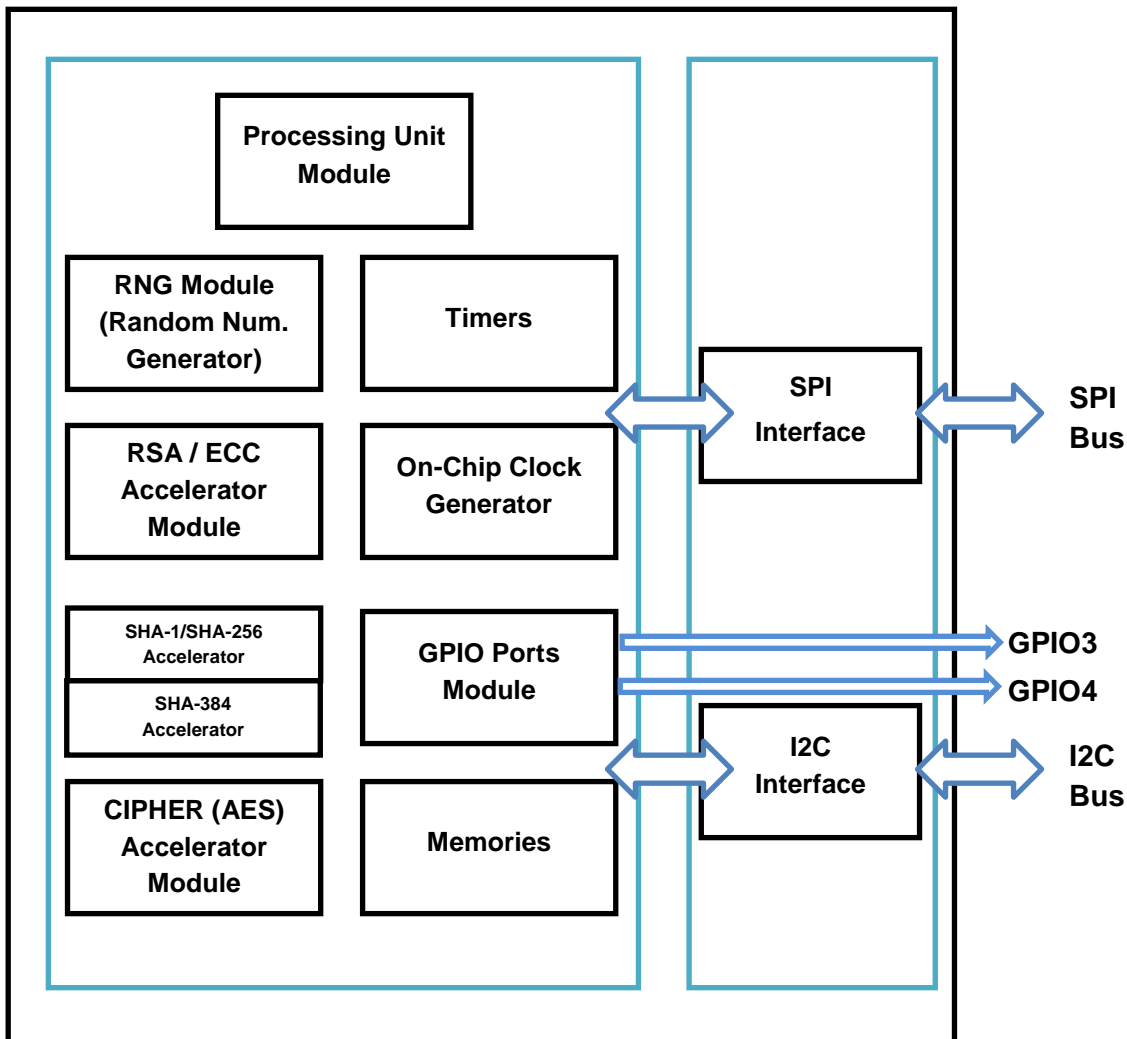 Processing Unit
Module
RNG Module
(Random Num.
Generator)
Timers
SPI
Interface
SPI
Bus
RSA / ECC
Accelerator
Module
On-Chip Clock
Generator
SHA-1/SHA-256
Accelerator
SHA-384
Accelerator
GPIO Ports
Module
GPIO3
GPIO4
I2C
Interface
I2C
Bus
CIPHER (AES)
Accelerator
Module
Memories